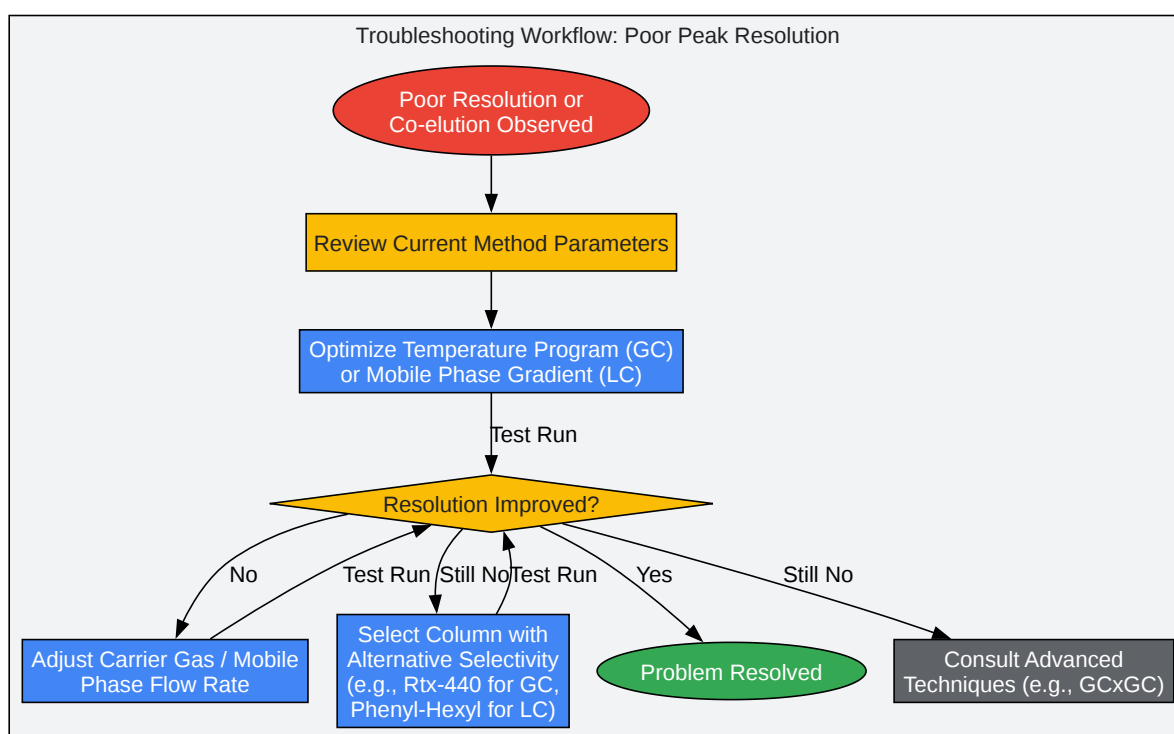 Troubleshooting Workflow: Poor Peak Resolution
Poor Resolution or
Co-elution Observed
Review Current Method Parameters
Optimize Temperature Program (GC)
or Mobile Phase Gradient (LC)
Test Run
Resolution Improved?
No
Test Run
Still No
Test Run
Yes
Still No
Adjust Carrier Gas / Mobile
Phase Flow Rate
Select Column with
Alternative Selectivity
(e.g., Rtx-440 for GC,
Phenyl-Hexyl for LC)
Problem Resolved
Consult Advanced
Techniques (e.g., GCxGC)